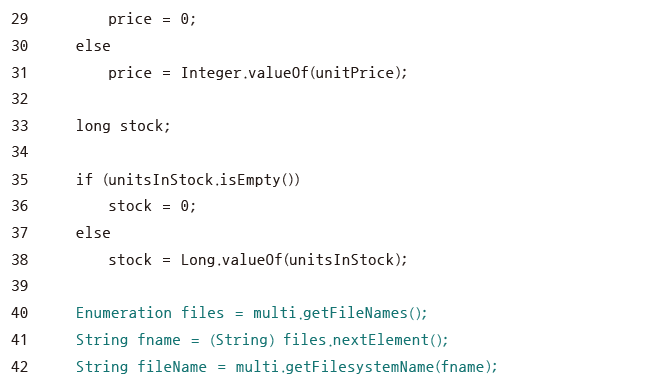 29 price = 0;
30 else
31 price = Integer.valueOf(unitPrice);
32
33 long stock;
34
35 if (unitsInStock.isEmpty())
36 stock = 0;
37 else
38 stock = Long.valueOf(unitsInStock);
39
40 Enumeration files = multi.getFileNames();
41 String fname = (String) files.nextElement();
42 String fileName = multi.getFilesystemName(fname);